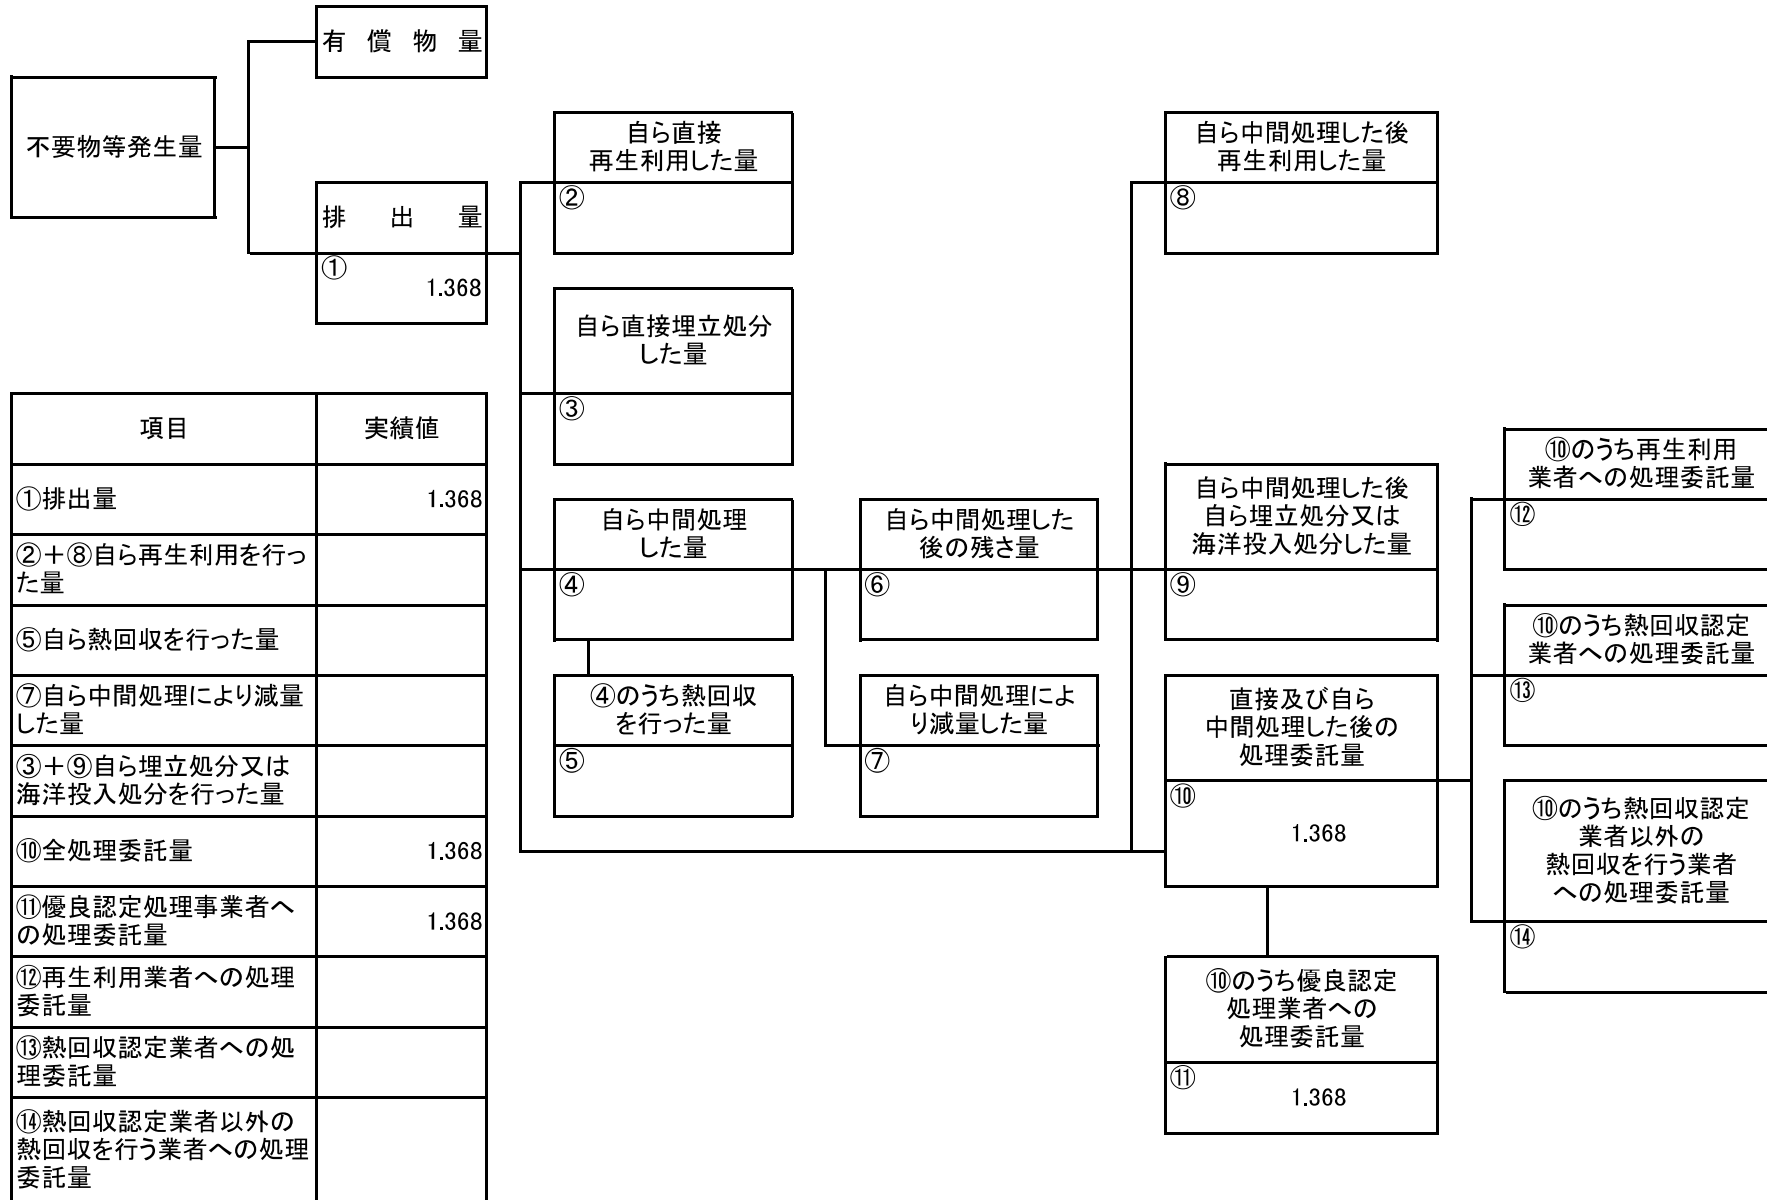 有 償 物 量
不要物等発生量
排 出 量
①
1.368
自ら直接
再生利用した量
②
自ら直接埋立処分
した量
③
自ら中間処理
した量
④
④のうち熱回収
を行った量
⑤
自ら中間処理した
後の残さ量
⑥
自ら中間処理によ
り減量した量
⑦
自ら中間処理した後
再生利用した量
⑧
自ら中間処理した後
自ら埋立処分又は
海洋投入処分した量
⑨
直接及び自ら
中間処理した後の
処理委託量
⑩
1.368
⑩のうち優良認定
処理業者への
処理委託量
⑪
1.368
⑩のうち再生利用
業者への処理委託量
⑫
⑩のうち熱回収認定
業者への処理委託量
⑬
⑩のうち熱回収認定
業者以外の
熱回収を行う業者
への処理委託量
⑭
項目 実績値
①排出量 1.368
②＋⑧自ら再生利用を行っ
た量
⑤自ら熱回収を行った量
⑦自ら中間処理により減量
した量
③＋⑨自ら埋立処分又は
海洋投入処分を行った量
⑩全処理委託量 1.368
⑪優良認定処理事業者へ
の処理委託量 1.368
⑫再生利用業者への処理
委託量
⑬熱回収認定業者への処
理委託量
⑭熱回収認定業者以外の
熱回収を行う業者への処理
委託量